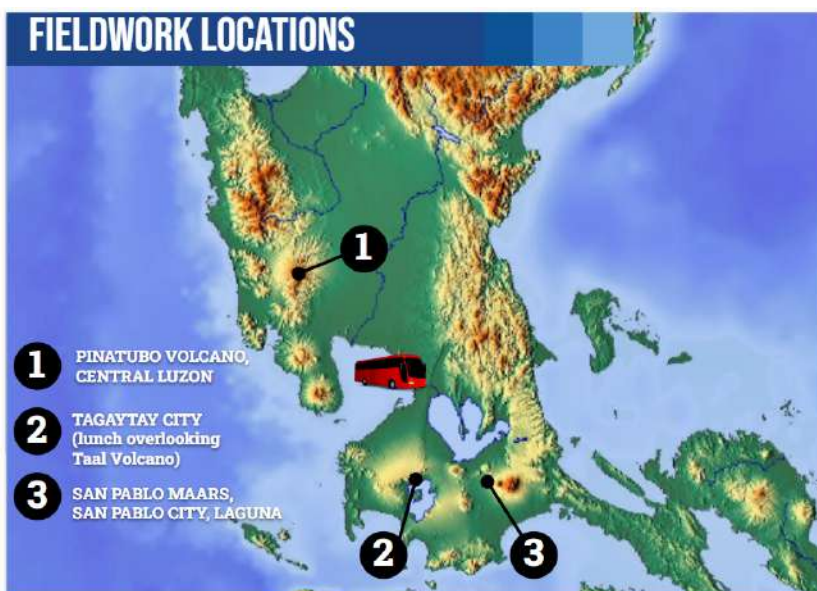 FIELDWORK LOCATIONS
1
1 PINATUBO VOLCANO,
CENTRAL LUZON
2 TAGAYTAY CITY
(lunch overlooking
Taal Volcano)
3 SAN PABLO MAARS,
SAN PABLO CITY, LAGUNA
2
3